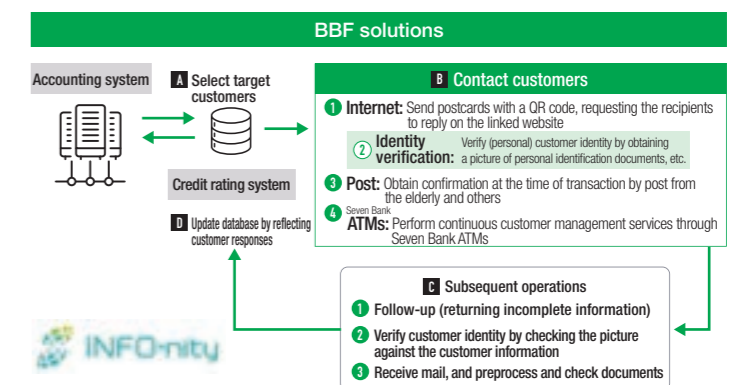 BBF solutions
Accounting system
A Select target
customers
Credit rating system
D Update database by reflecting
customer responses
B Contact customers
1 Internet: Send postcards with a QR code, requesting the recipients
to reply on the linked website
2 Identity
verification: Verify (personal) customer identity by obtaining
a picture of personal identification documents, etc.
3 Post: Obtain confirmation at the time of transaction by post from
the elderly and others
4 Seven Bank
ATMs: Perform continuous customer management services through
Seven Bank ATMs
C Subsequent operations
1 Follow-up (returning incomplete information)
2 Verify customer identity by checking the picture
against the customer information
3 Receive mail, and preprocess and check documents
INFO-nity